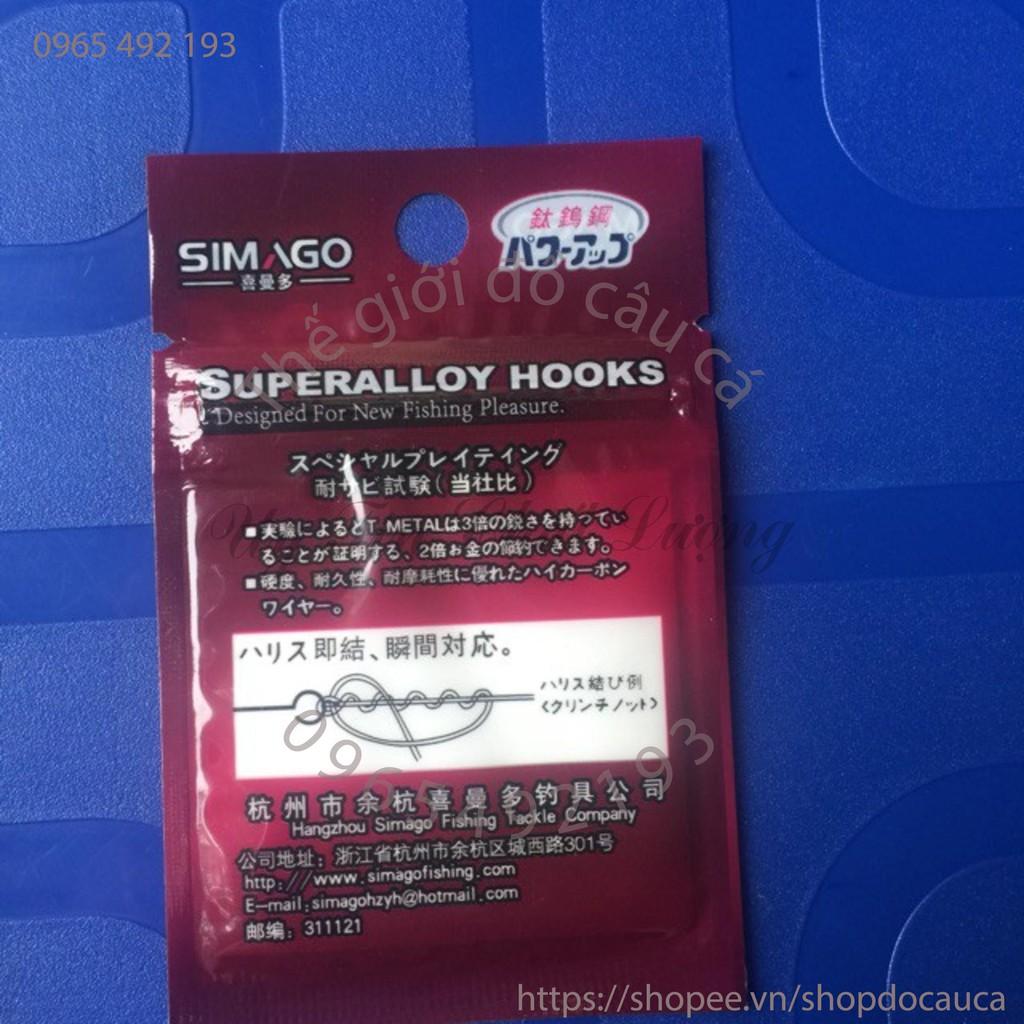 0965 492 193
SIMAGO
喜曼多
鈦鎢鋼
パワーアップ
thế giới đồ câu cá
SUPERALLOY HOOKS
Designed For New Fishing Pleasure.
スペシャルプレイティング
耐サビ試験(当社比)
■実験によるとT METALは3倍の鋭さを持ってい
ることが証明する、2倍お金の節約できます。
■硬度、耐久性、耐摩耗性に優れたハイカーボン
ワイヤー。
Lượng
ハリス即結、瞬間対応。
ハリス結び例
<クリンチノット>
0965492193
杭州市余杭喜曼多钓具公司
Hangzhou Simago Fishing Tackle Company
公司地址：浙江省杭州市余杭区城西路301号
http://www.simagofishing.com
E-mail:simagohzyh@hotmail.com
邮编：311121
https://shopee.vn/shopdocauca